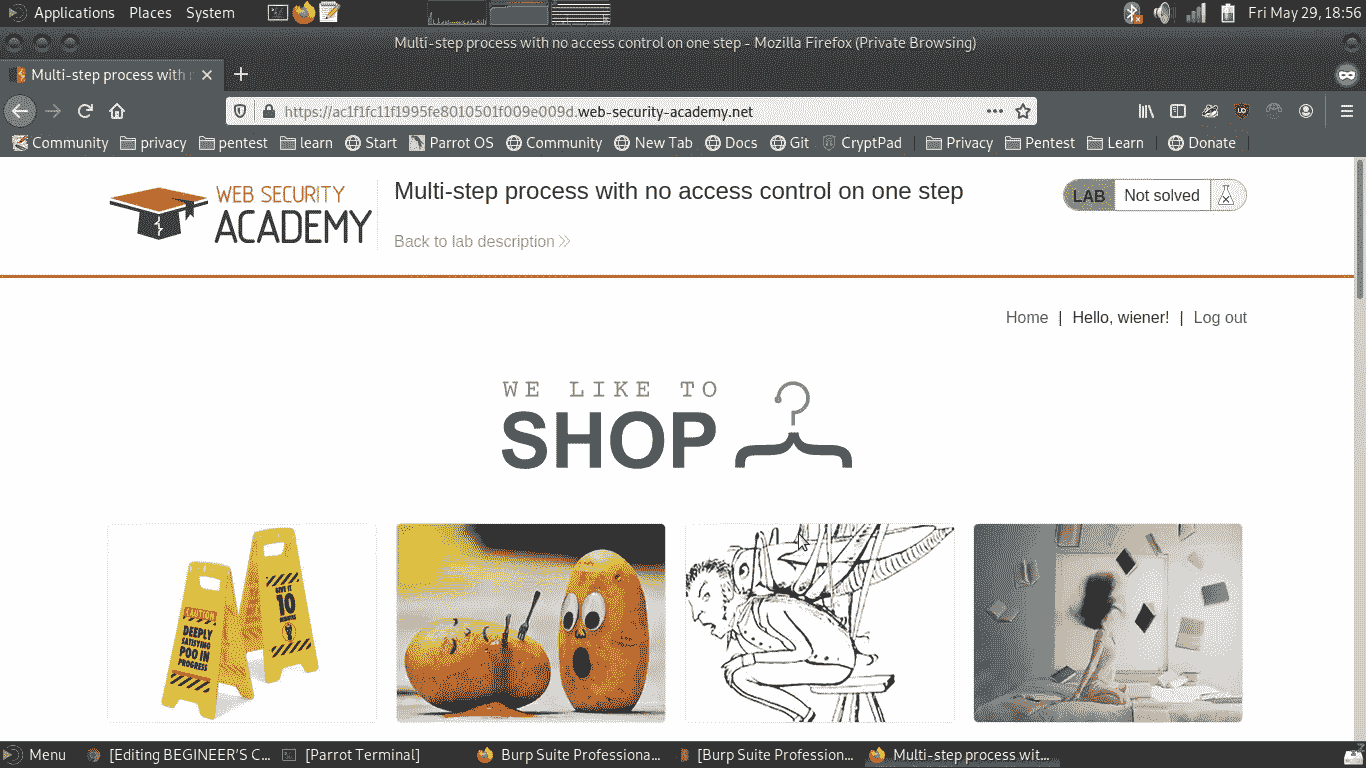 Applications Places System Fri May 29, 18:56
Multi-step process with no access control on one step - Mozilla Firefox (Private Browsing)
Multi-step process with
https://ac1f1fc11f1995fe8010501f009e009d.web-security-academy.net
Community privacy pentest learn Start Parrot OS Community New Tab Docs Git CryptPad Privacy Pentest Learn Donate
WEB SECURITY
ACADEMY
Multi-step process with no access control on one step
LAB Not solved
Back to lab description
Home | Hello, wiener! | Log out
WE LIKE TO
SHOP
CAUTION
DEEPLY
SATISFYING
POO IN
PROGRESS
GIVE IT
10
MINUTES
Menu [Editing BEGINEER'S C... [Parrot Terminal] Burp Suite Professiona... [Burp Suite Profession... Multi-step process wit...